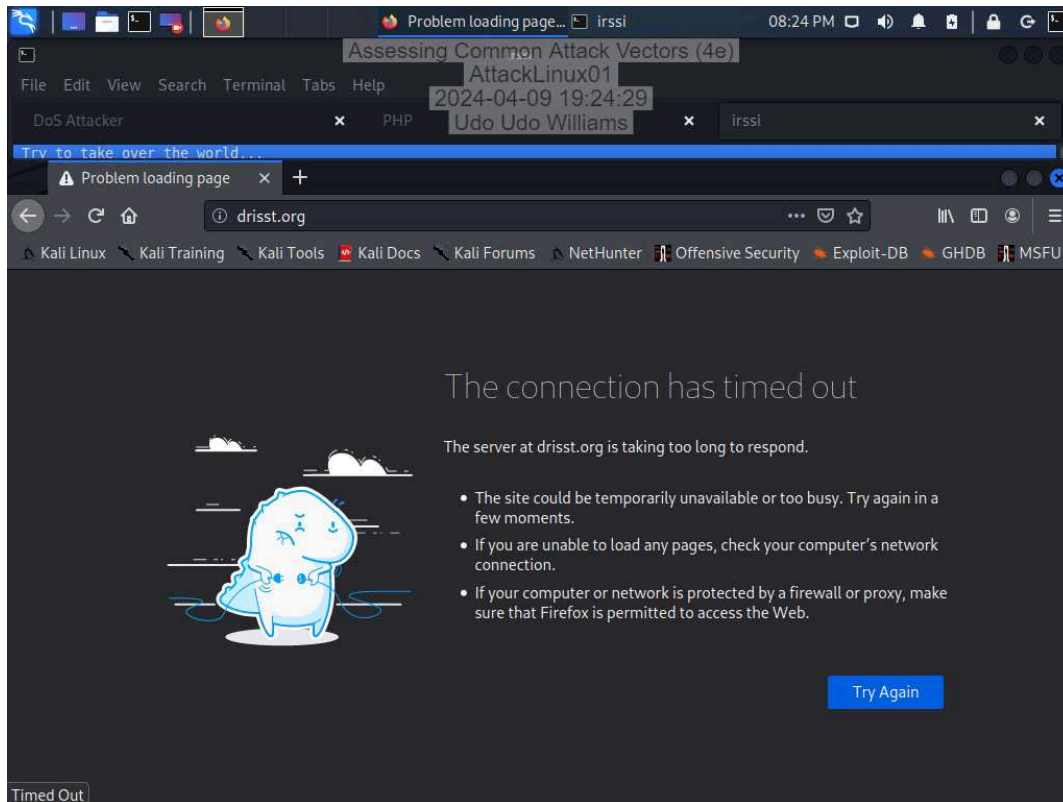 Problem loading page... irssi 08:24 PM
Assessing Common Attack Vectors (4e)
AttackLinux01
File Edit View Search Terminal Tabs Help
2024-04-09 19:24:29
DoS Attacker × PHP Udo Udo Williams × irssi ×
Try to take over the world...
Problem loading page × +
drisst.org
Kali Linux Kali Training Kali Tools Kali Docs Kali Forums NetHunter Offensive Security Exploit-DB GHDB MSFU
The connection has timed out
The server at drisst.org is taking too long to respond.
• The site could be temporarily unavailable or too busy. Try again in a
few moments.
• If you are unable to load any pages, check your computer's network
connection.
• If your computer or network is protected by a firewall or proxy, make
sure that Firefox is permitted to access the Web.
Try Again
Timed Out